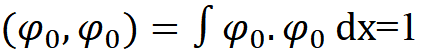 (𝜑₀, 𝜑₀) = ∫ 𝜑₀. 𝜑₀ dx=1